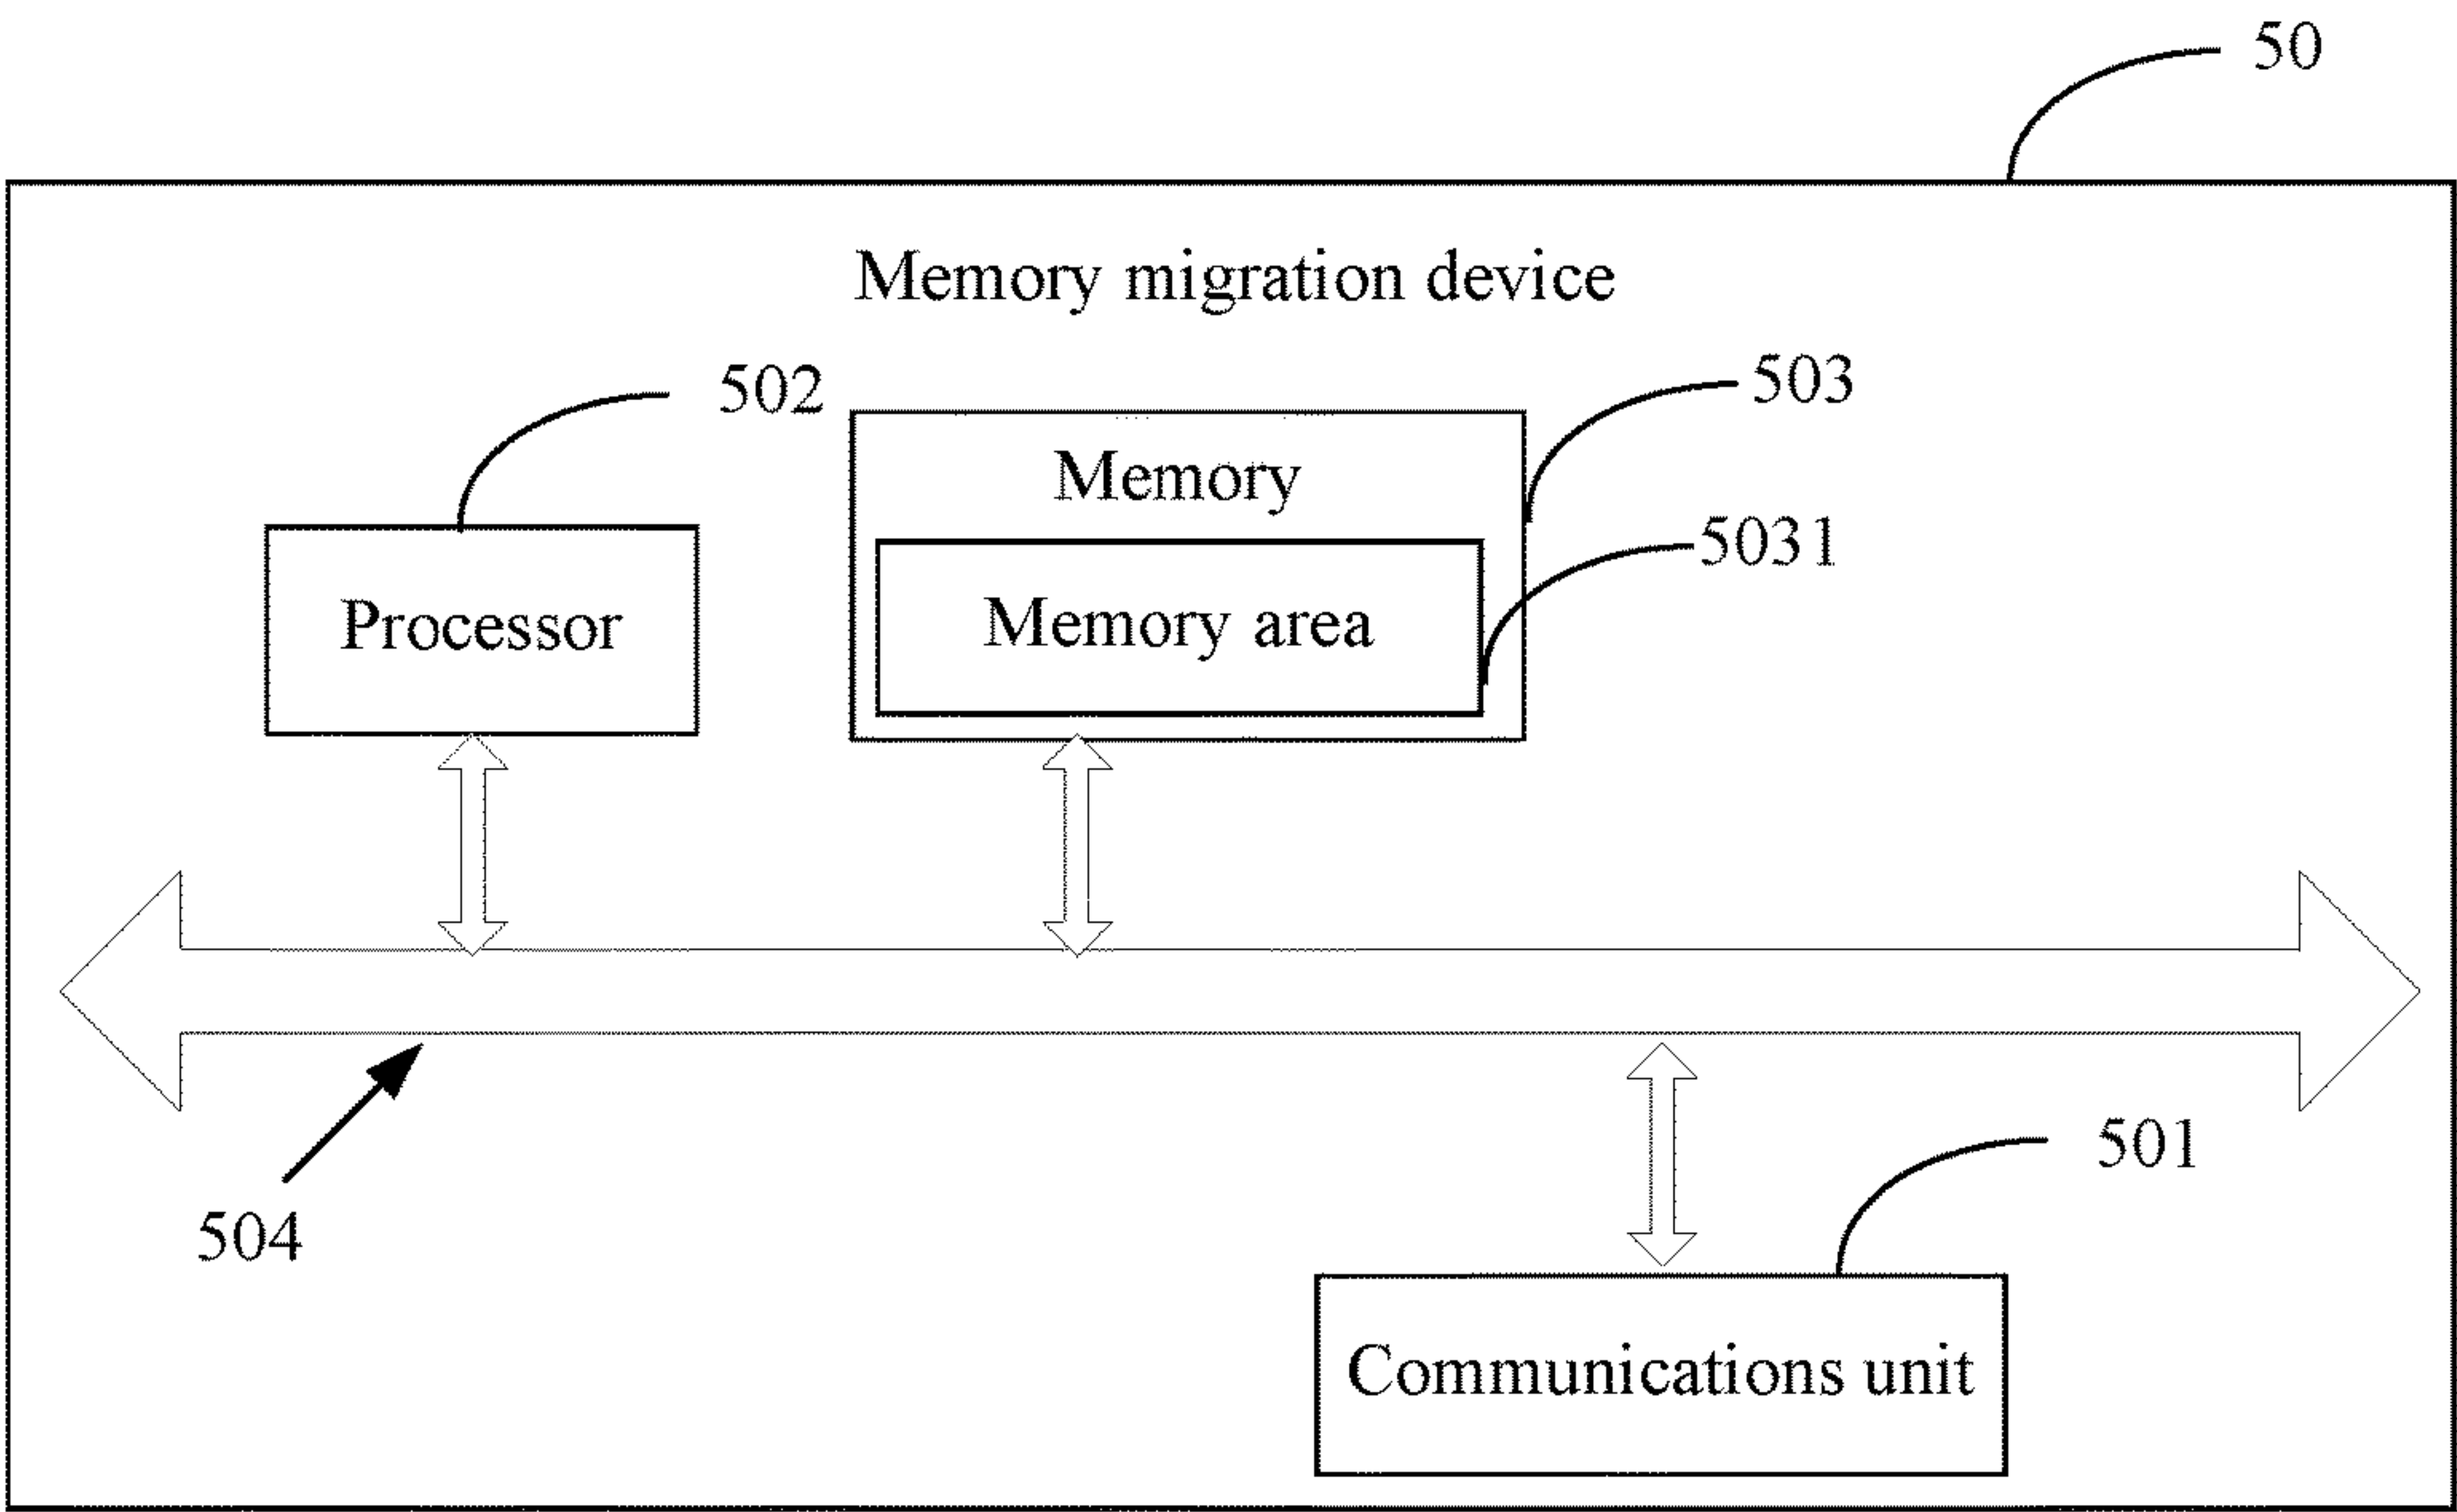 50
Memory migration device
502
503
Memory
5031
Processor
Memory area
504
501
Communications unit